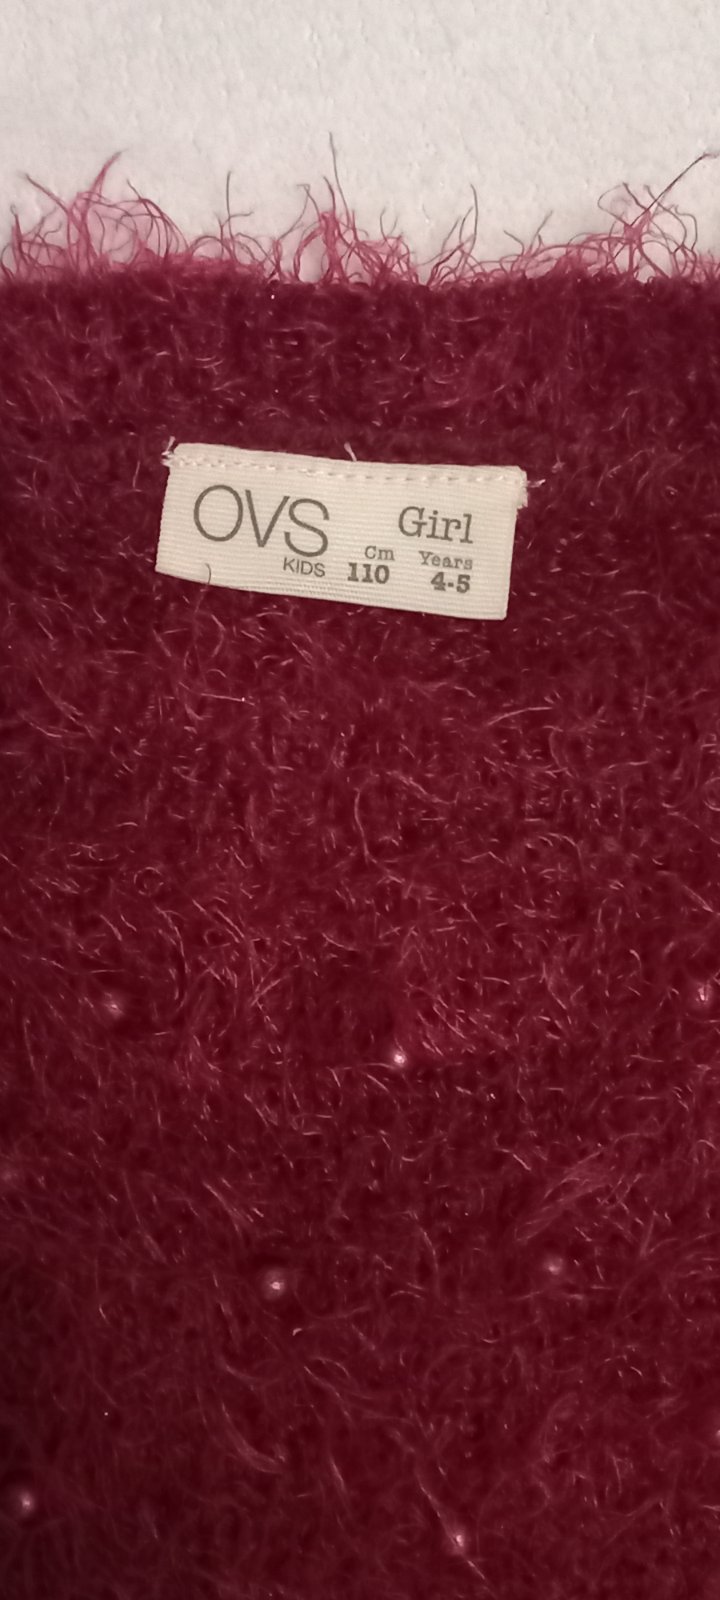 OVS
KIDS
Girl
Cm Years
110 4-5